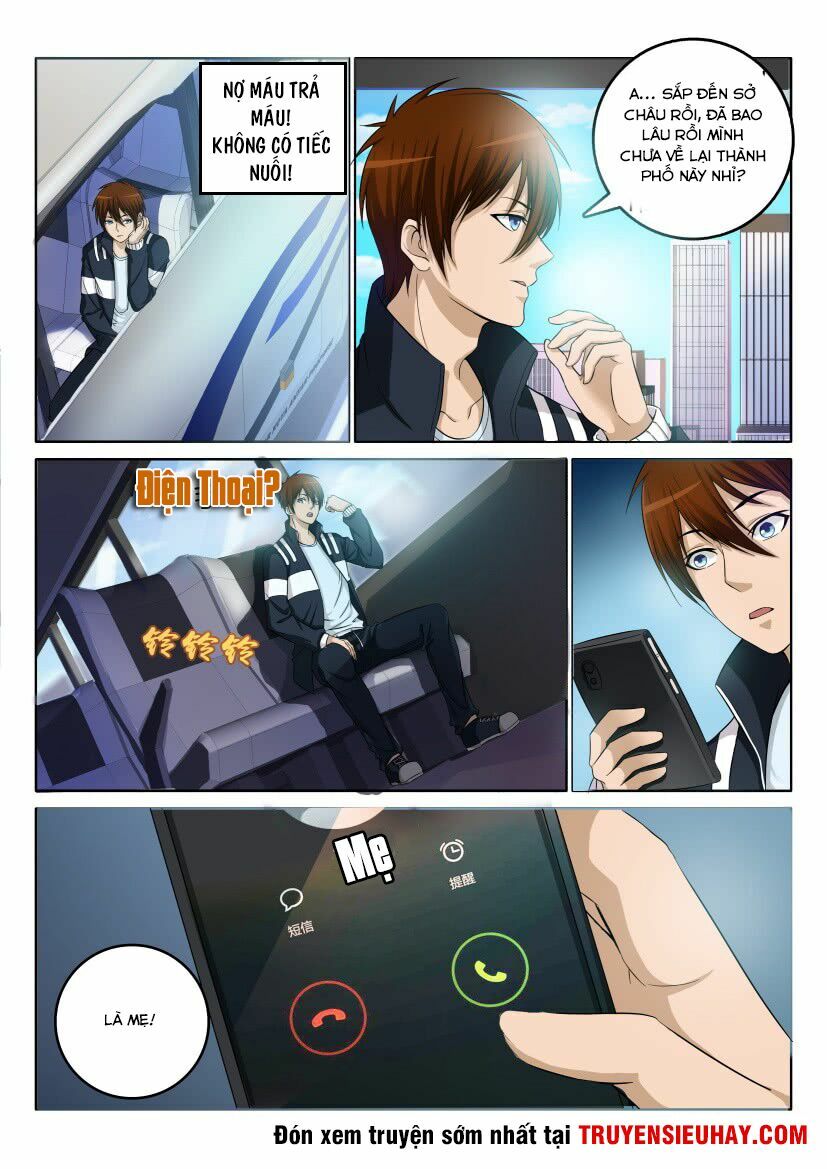 NỢ MÁU TRẢ
MÁU!
KHÔNG CÓ TIẾC
NUỐI!
A... SẮP ĐẾN SỞ
CHÂU RỒI, ĐÃ BAO
LÂU RỒI MÌNH
CHƯA VỀ LẠI THÀNH
PHỐ NÀY NHỈ?
Điện Thoại?
铃铃铃
Mẹ
提醒
短信
LÀ MẸ!
Đón xem truyện sớm nhất tại TRUYENSIEUHAY.COM